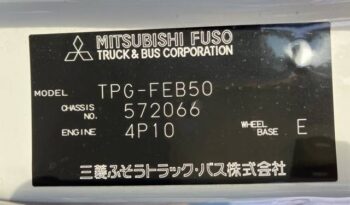 MITSUBISHI FUSO
TRUCK & BUS CORPORATION
MODEL TPG-FEB50
CHASSIS NO. 572066
ENGINE 4P10 WHEEL BASE E
三菱ふそうトラック・バス株式会社